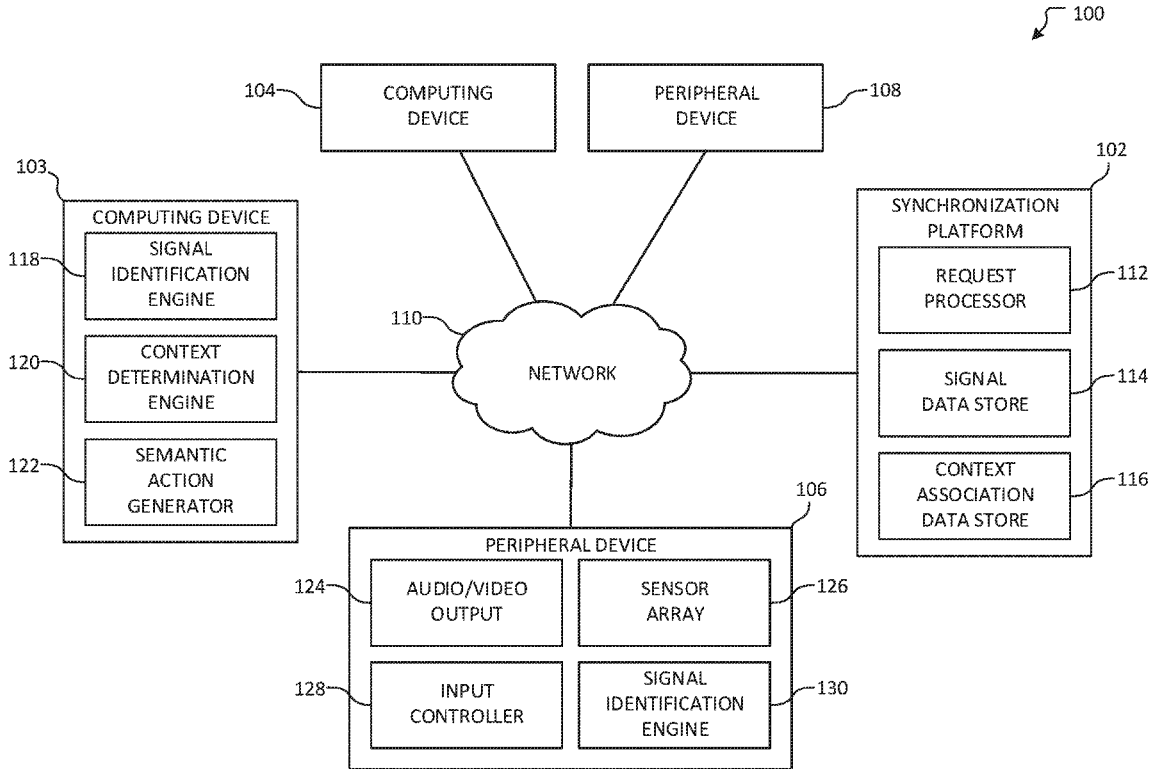 100
104
COMPUTING
DEVICE
PERIPHERAL
DEVICE
108
103
COMPUTING DEVICE
118
SIGNAL
IDENTIFICATION
ENGINE
120
CONTEXT
DETERMINATION
ENGINE
122
SEMANTIC
ACTION
GENERATOR
110
NETWORK
102
SYNCHRONIZATION
PLATFORM
REQUEST
PROCESSOR
112
SIGNAL
DATA STORE
114
CONTEXT
ASSOCIATION
DATA STORE
116
106
PERIPHERAL DEVICE
124
AUDIO/VIDEO
OUTPUT
SENSOR
ARRAY
126
128
INPUT
CONTROLLER
SIGNAL
IDENTIFICATION
ENGINE
130